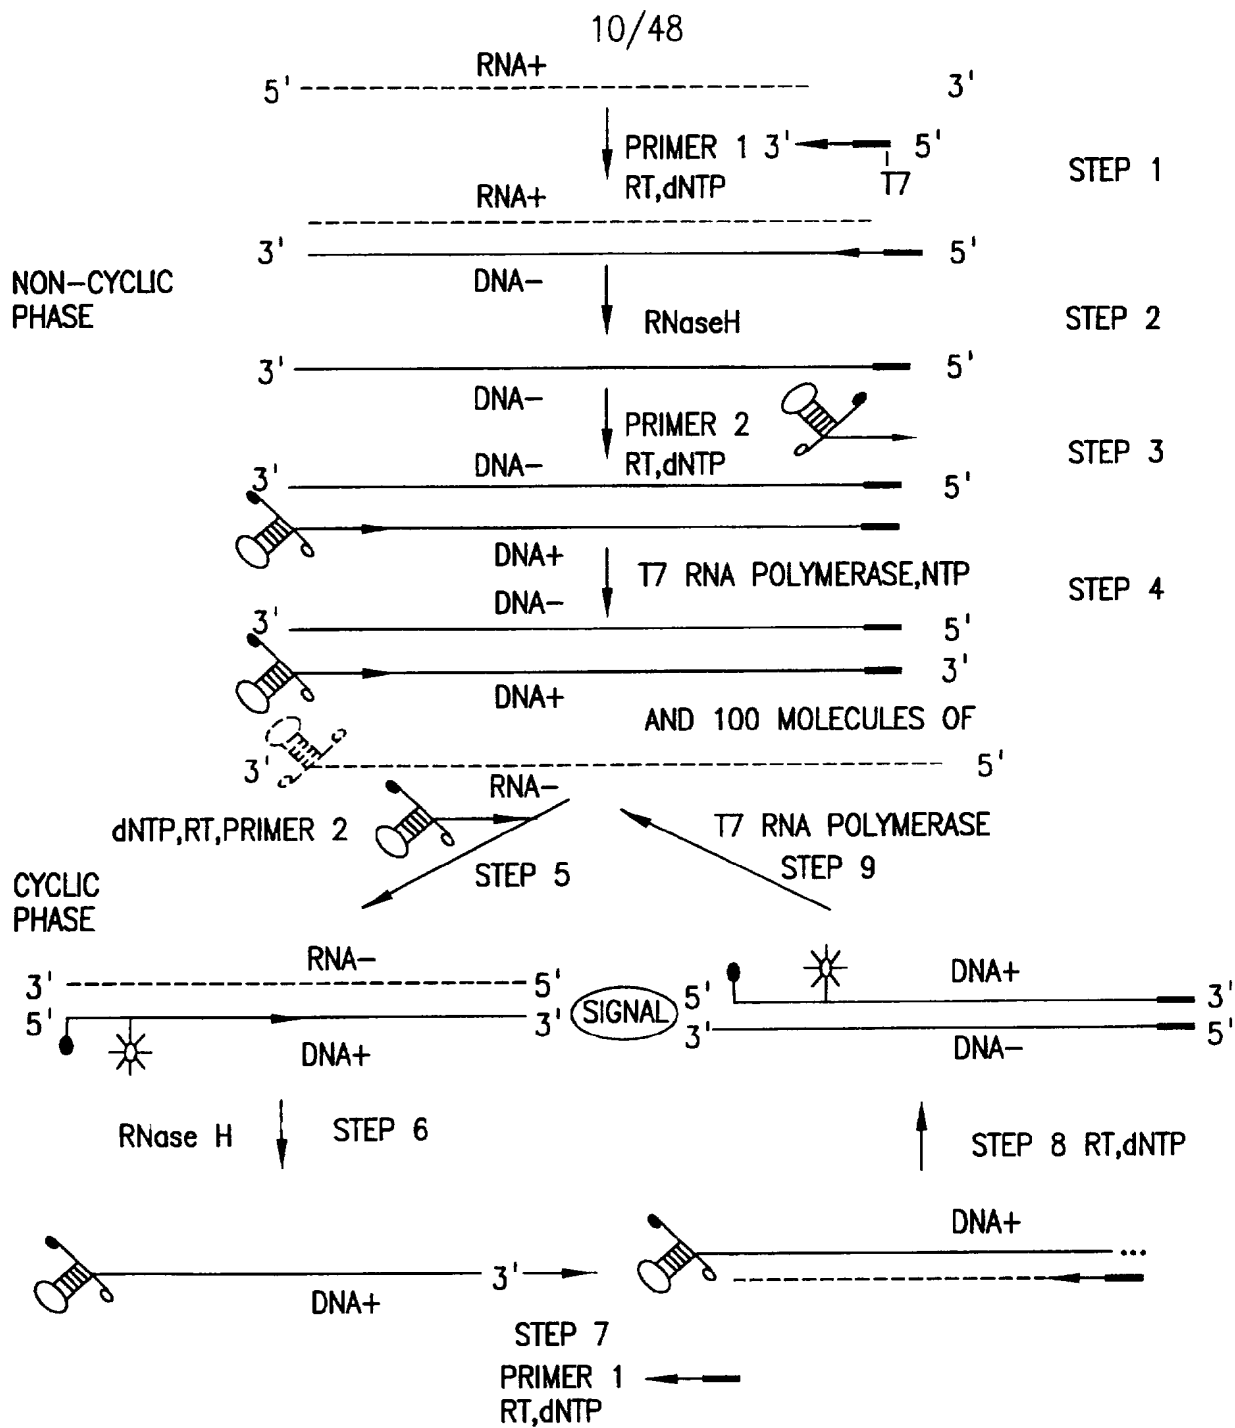 10/48
RNA+
5' 3'
PRIMER 1 3' 5'
T7
RT,dNTP
STEP 1
RNA+
3' 5'
DNA-
NON-CYCLIC
PHASE
RNaseH
STEP 2
3' 5'
DNA-
PRIMER 2
RT,dNTP
STEP 3
DNA-
3' 5'
DNA+
T7 RNA POLYMERASE,NTP
STEP 4
DNA-
3' 5'
3'
DNA+
AND 100 MOLECULES OF
3' 5'
RNA-
dNTP,RT,PRIMER 2
STEP 5
T7 RNA POLYMERASE
STEP 9
CYCLIC
PHASE
RNA-
3' 5'
5' 3'
DNA+
SIGNAL
DNA+
5' 3'
3' 5'
DNA-
RNase H
STEP 6
STEP 8 RT,dNTP
3'
DNA+
DNA+
...
STEP 7
PRIMER 1
RT,dNTP